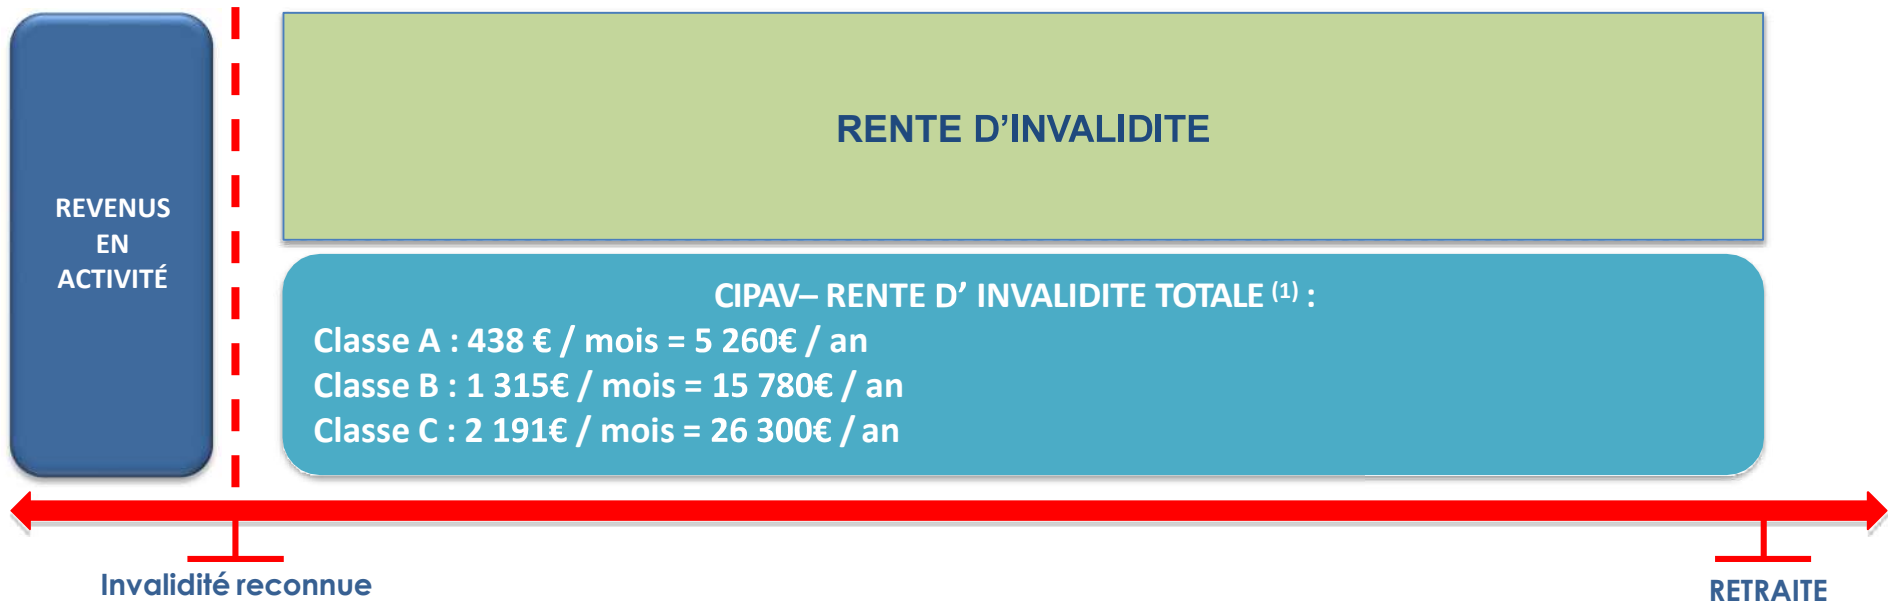 REVENUS
EN
ACTIVITÉ
RENTE D’INVALIDITE
CIPAV– RENTE D’ INVALIDITE TOTALE (1) :
Classe A : 438 € / mois = 5 260€ / an
Classe B : 1 315€ / mois = 15 780€ / an
Classe C : 2 191€ / mois = 26 300€ / an
Invalidité reconnue
RETRAITE